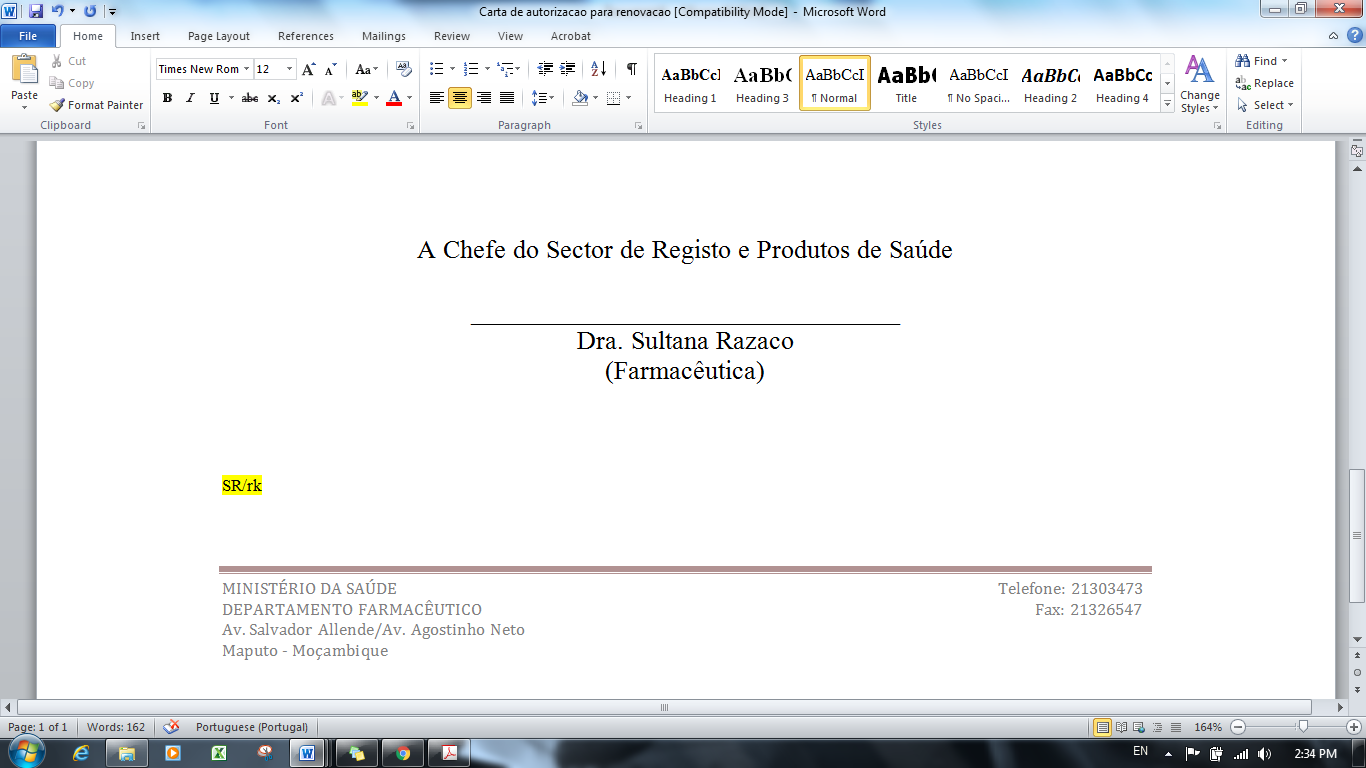 Carta de autorizacao para renovacao [Compatibility Mode] - Microsoft Word
File Home Insert Page Layout References Mailings Review View Acrobat
Paste
Cut
Copy
Format Painter
Clipboard
Times New Rom 12
Font
Paragraph
AaBbCcI AaBbC AaBbCcI AaBb( AaBbCcI AaBbCc AaBbCc
Heading 1 Heading 3 ¶ Normal Title ¶ No Spaci... Heading 2 Heading 4
Change Styles
Styles
Find
Replace
Select
Editing
A Chefe do Sector de Registo e Produtos de Saúde
Dra. Sultana Razaco
(Farmacêutica)
SR/rk
MINISTÉRIO DA SAÚDE Telefone: 21303473
DEPARTAMENTO FARMACÊUTICO Fax: 21326547
Av. Salvador Allende/Av. Agostinho Neto
Maputo - Moçambique
Page: 1 of 1 Words: 162 Portuguese (Portugal) 164%
EN 2:34 PM